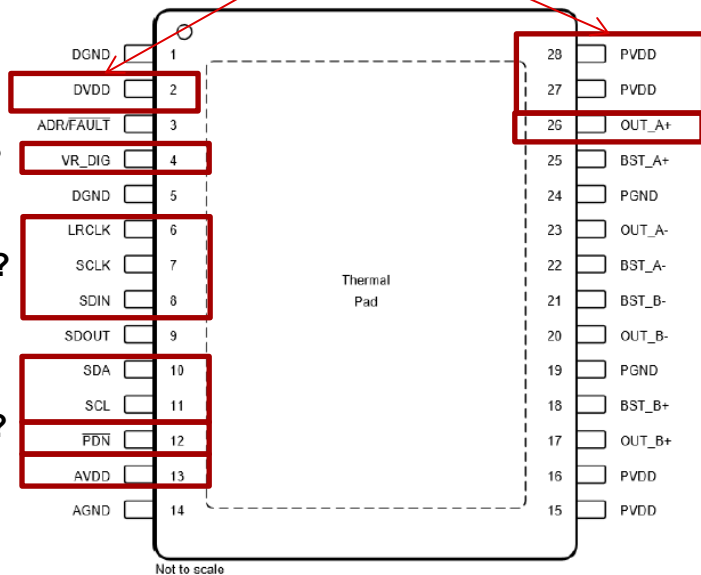 DGND 1 28 PVDD
DVDD 2 27 PVDD
ADR/FAULT 3 26 OUT_A+
VR_DIG 4 25 BST_A+
DGND 5 24 PGND
LRCLK 6 23 OUT_A-
? SCLK 7 22 BST_A-
Thermal
Pad
SDIN 8 21 BST_B-
SDOUT 9 20 OUT_B-
SDA 10 19 PGND
SCL 11 18 BST_B+
? PDN 12 17 OUT_B+
AVDD 13 16 PVDD
AGND 14 15 PVDD
Not to scale